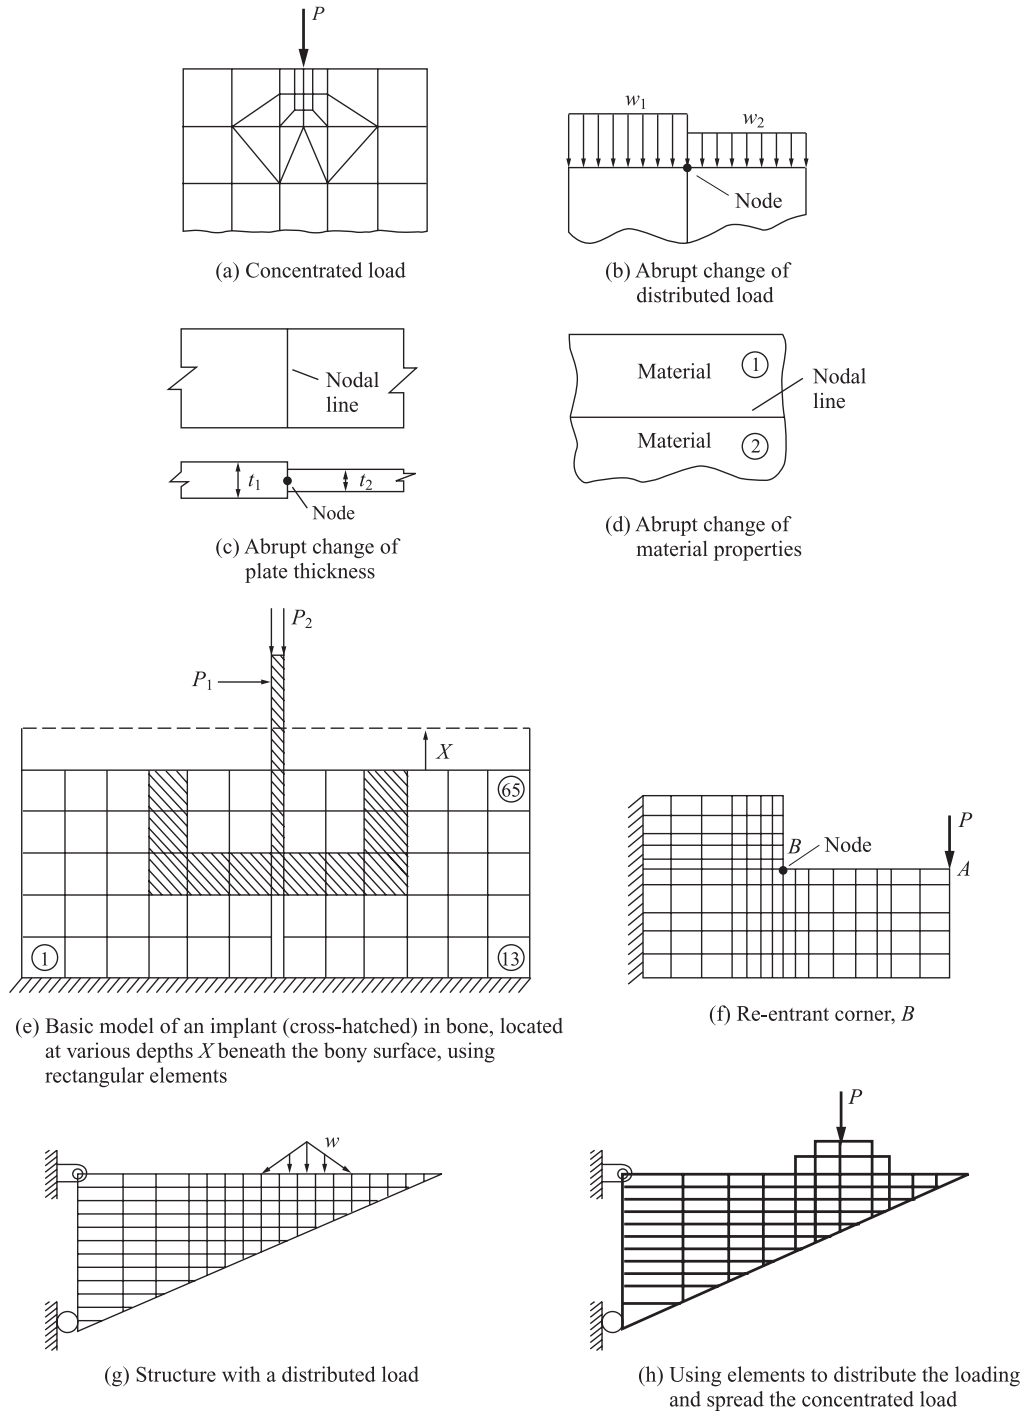 P
(a) Concentrated load
w1
w2
Node
(b) Abrupt change of
distributed load
Nodal
line
t1
t2
Node
(c) Abrupt change of
plate thickness
Material
1
Nodal
line
Material
2
(d) Abrupt change of
material properties
P2
P1
X
65
1
13
(e) Basic model of an implant (cross-hatched) in bone, located
at various depths X beneath the bony surface, using
rectangular elements
P
B
Node
A
(f) Re-entrant corner, B
w
(g) Structure with a distributed load
P
(h) Using elements to distribute the loading
and spread the concentrated load